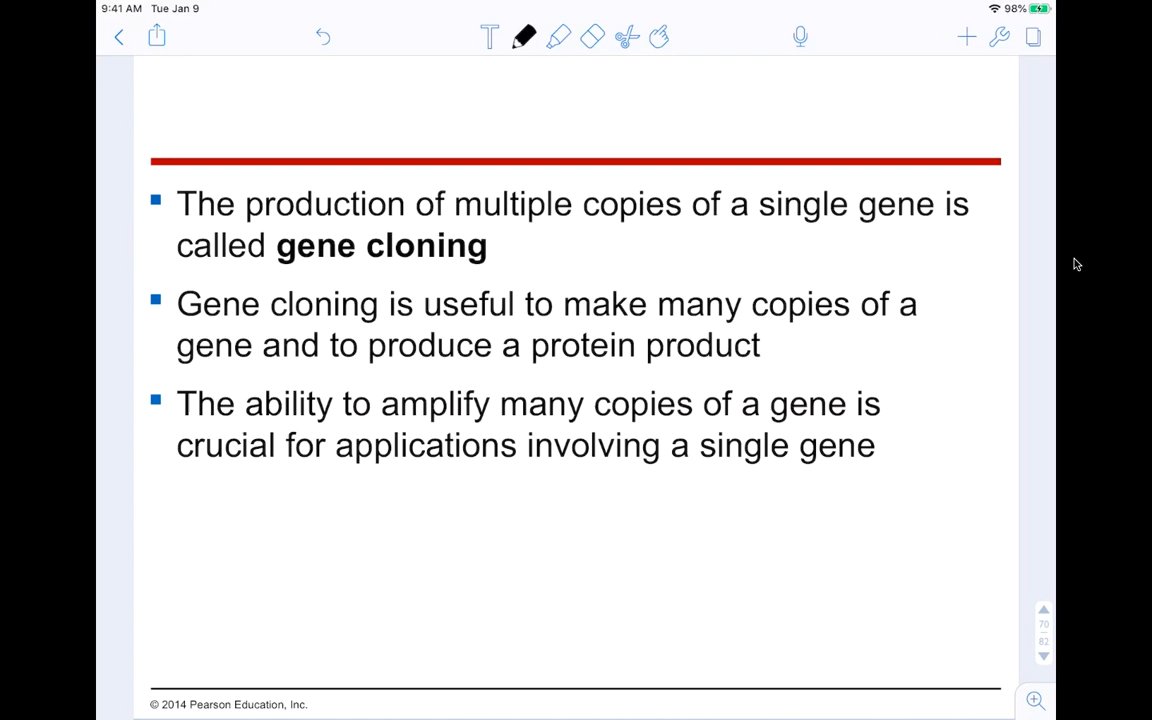 9:41 AM Tue Jan 9 98%
T
The production of multiple copies of a single gene is
called gene cloning
Gene cloning is useful to make many copies of a
gene and to produce a protein product
The ability to amplify many copies of a gene is
crucial for applications involving a single gene
70
82
© 2014 Pearson Education, Inc.